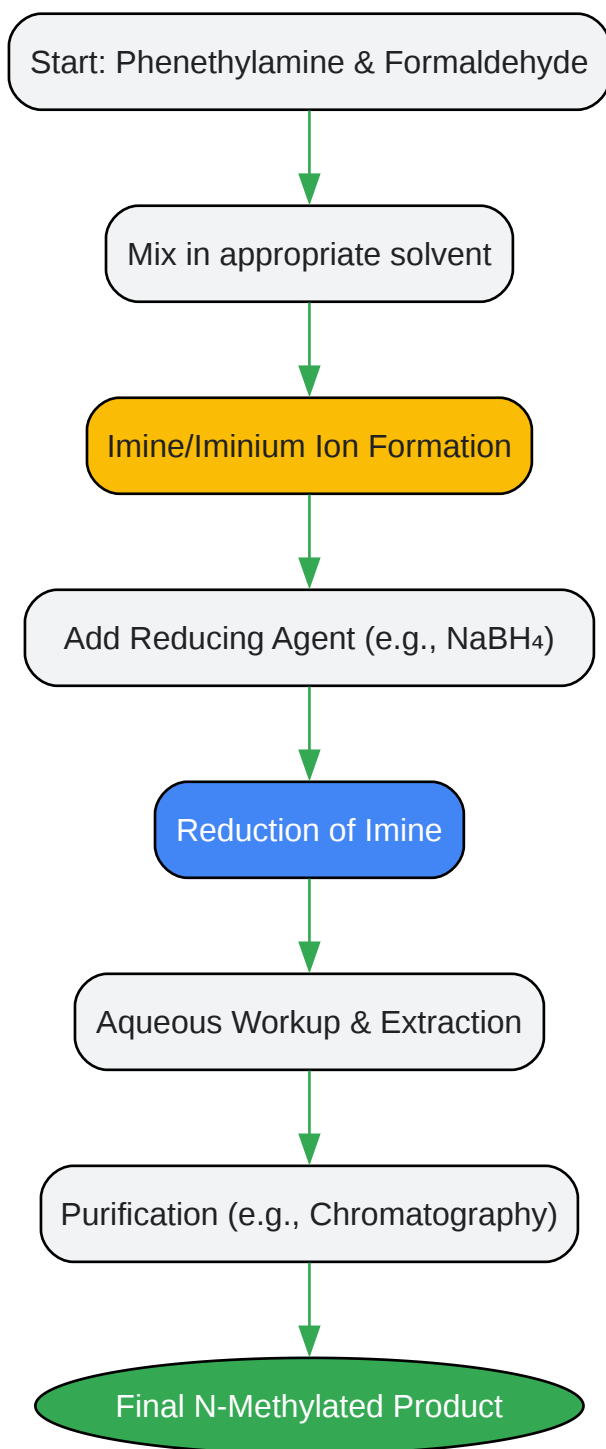 Start: Phenethylamine & Formaldehyde
Mix in appropriate solvent
Imine/Iminium Ion Formation
Add Reducing Agent (e.g., NaBH₄)
Reduction of Imine
Aqueous Workup & Extraction
Purification (e.g., Chromatography)
Final N-Methylated Product